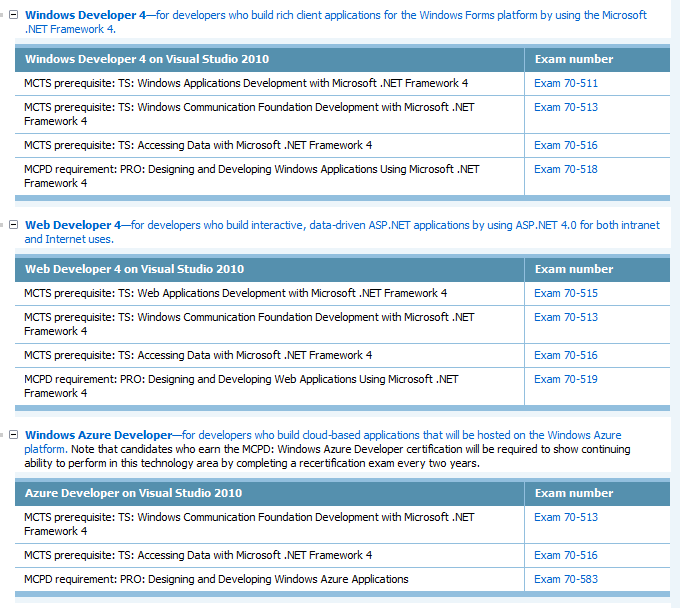 Windows Developer 4—for developers who build rich client applications for the Windows Forms platform by using the Microsoft
.NET Framework 4.
Windows Developer 4 on Visual Studio 2010 Exam number
MCTS prerequisite: TS: Windows Applications Development with Microsoft .NET Framework 4 Exam 70-511
MCTS prerequisite: TS: Windows Communication Foundation Development with Microsoft .NET Exam 70-513
Framework 4
MCTS prerequisite: TS: Accessing Data with Microsoft .NET Framework 4 Exam 70-516
MCPD requirement: PRO: Designing and Developing Windows Applications Using Microsoft .NET Exam 70-518
Framework 4
Web Developer 4—for developers who build interactive, data-driven ASP.NET applications by using ASP.NET 4.0 for both intranet
and Internet uses.
Web Developer 4 on Visual Studio 2010 Exam number
MCTS prerequisite: TS: Web Applications Development with Microsoft .NET Framework 4 Exam 70-515
MCTS prerequisite: TS: Windows Communication Foundation Development with Microsoft .NET Exam 70-513
Framework 4
MCTS prerequisite: TS: Accessing Data with Microsoft .NET Framework 4 Exam 70-516
MCPD requirement: PRO: Designing and Developing Web Applications Using Microsoft .NET Exam 70-519
Framework 4
Windows Azure Developer—for developers who build cloud-based applications that will be hosted on the Windows Azure
platform. Note that candidates who earn the MCPD: Windows Azure Developer certification will be required to show continuing
ability to perform in this technology area by completing a recertification exam every two years.
Azure Developer on Visual Studio 2010 Exam number
MCTS prerequisite: TS: Windows Communication Foundation Development with Microsoft .NET Exam 70-513
Framework 4
MCTS prerequisite: TS: Accessing Data with Microsoft .NET Framework 4 Exam 70-516
MCPD requirement: PRO: Designing and Developing Windows Azure Applications Exam 70-583